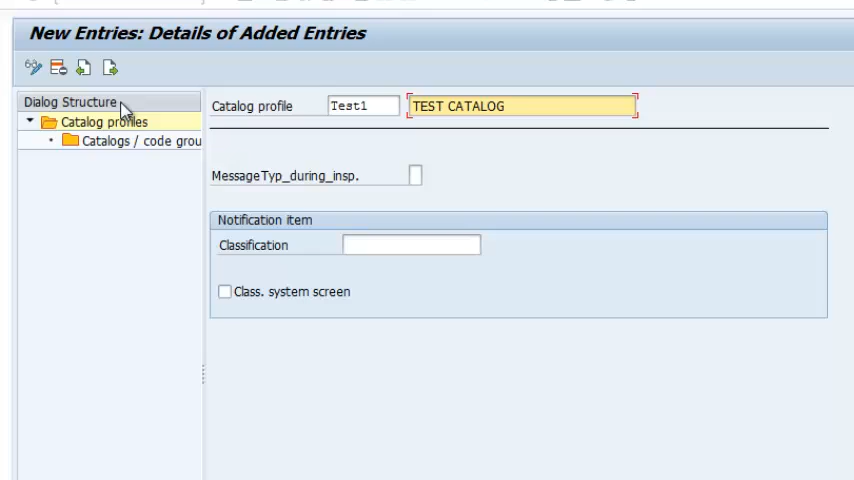 New Entries: Details of Added Entries
Dialog Structure
Catalog profiles
Catalogs / code grou
Catalog profile Test1 TEST CATALOG
MessageTyp_during_insp.
Notification item
Classification
Class. system screen